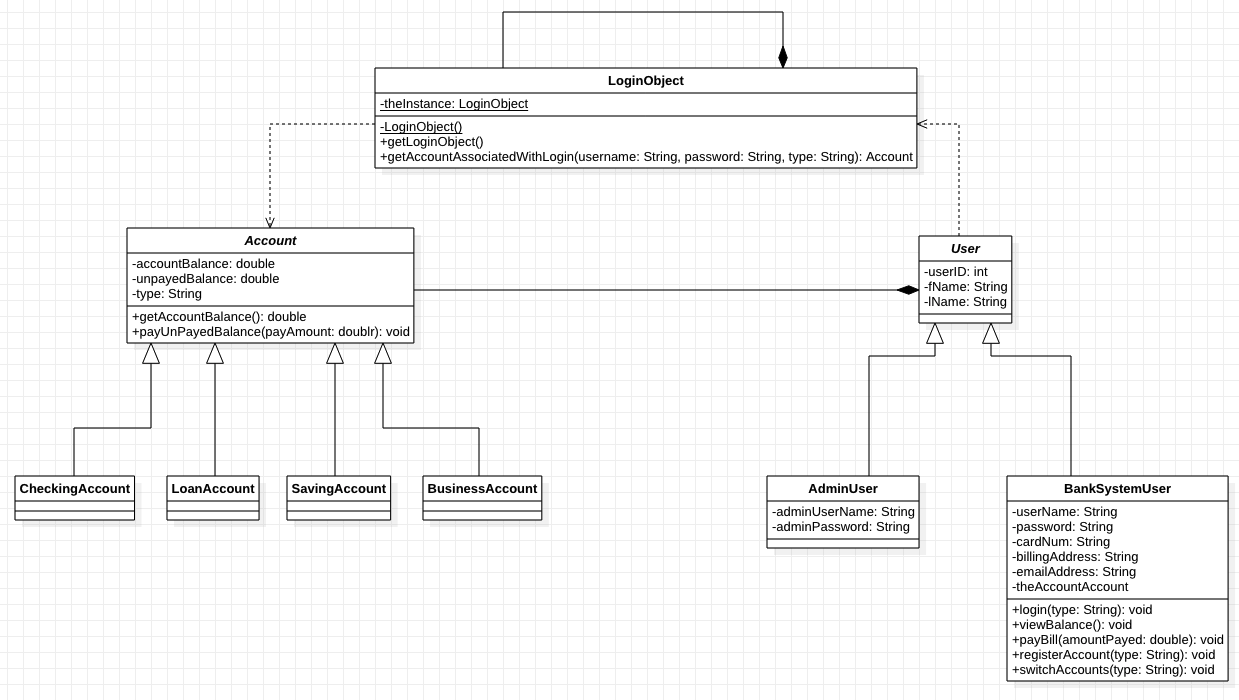 LoginObject
-theInstance: LoginObject
-LoginObject()
+getLoginObject()
+getAccountAssociatedWithLogin(username: String, password: String, type: String): Account
Account
-accountBalance: double
-unpayedBalance: double
-type: String
+getAccountBalance(): double
+payUnPayedBalance(payAmount: doublr): void
User
-userID: int
-fName: String
-lName: String
CheckingAccount
LoanAccount
SavingAccount
BusinessAccount
AdminUser
-adminUserName: String
-adminPassword: String
BankSystemUser
-userName: String
-password: String
-cardNum: String
-billingAddress: String
-emailAddress: String
-theAccountAccount
+login(type: String): void
+viewBalance(): void
+payBill(amountPayed: double): void
+registerAccount(type: String): void
+switchAccounts(type: String): void